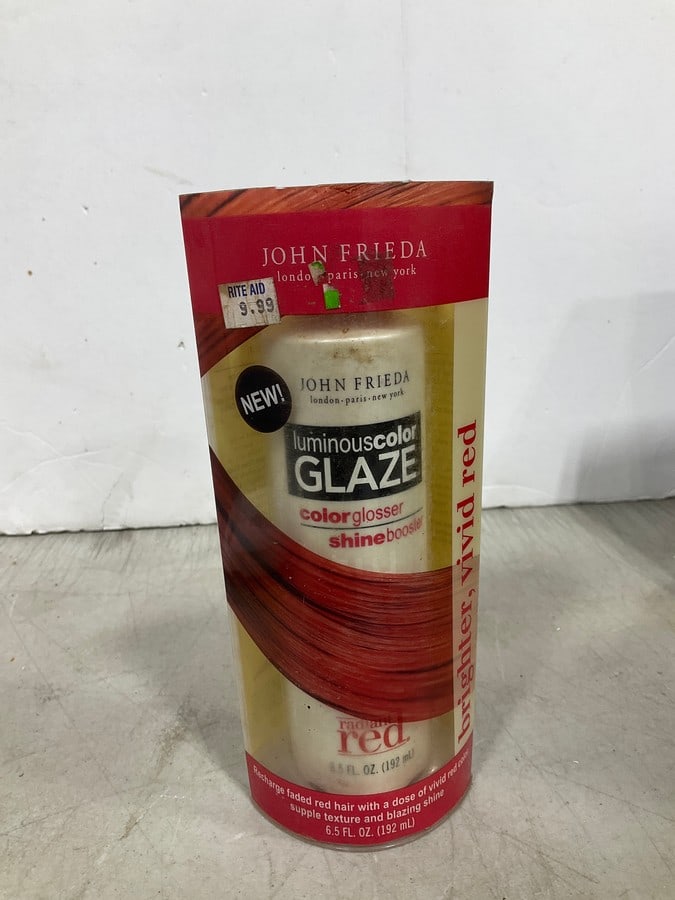 JOHN FRIEDA
london paris new york
RITE AID
9.99
NEW!
JOHN FRIEDA
london · paris · new york
luminouscolor
GLAZE
colorglosser
shinebooster
brighter, vivid red
radiant
red
6.5 FL. OZ. (192 mL)
Recharge faded red hair with a dose of vivid red color
supple texture and blazing shine
6.5 FL. OZ. (192 mL)